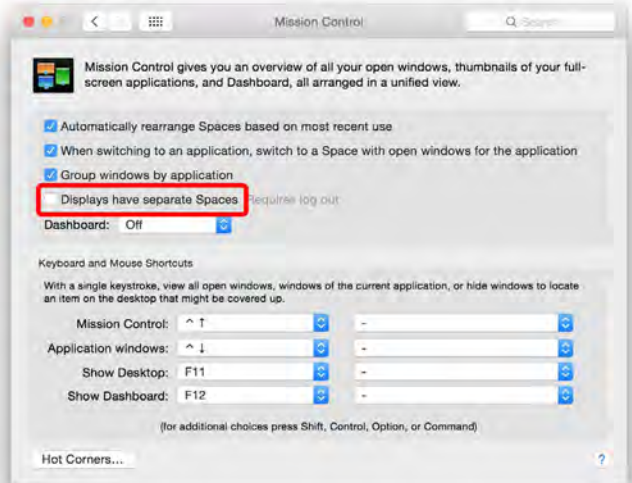 Mission Control
Search
Mission Control gives you an overview of all your open windows, thumbnails of your full-
screen applications, and Dashboard, all arranged in a unified view.
Automatically rearrange Spaces based on most recent use
When switching to an application, switch to a Space with open windows for the application
Group windows by application
Displays have separate Spaces Requires log out
Dashboard: Off
Keyboard and Mouse Shortcuts
With a single keystroke, view all open windows, windows of the current application, or hide windows to locate
an item on the desktop that might be covered up.
Mission Control: ^ ↑ -
Application windows: ^ ↓ -
Show Desktop: F11 -
Show Dashboard: F12 -
(for additional choices press Shift, Control, Option, or Command)
Hot Corners... ?